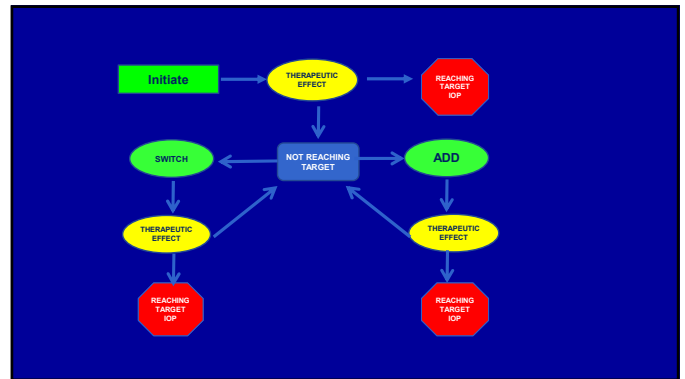 Initiate
THERAPEUTIC
EFFECT
REACHING
TARGET
IOP
SWITCH
NOT REACHING
TARGET
ADD
THERAPEUTIC
EFFECT
THERAPEUTIC
EFFECT
REACHING
TARGET
IOP
REACHING
TARGET
IOP